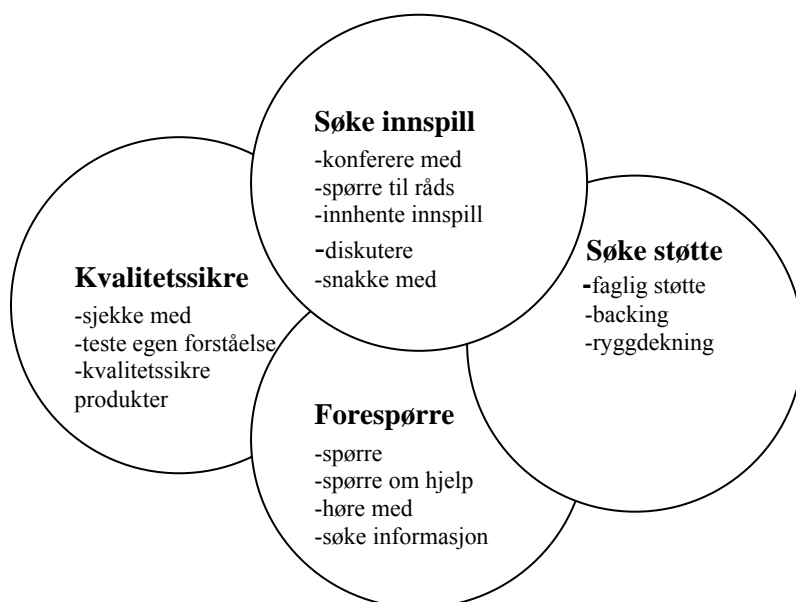 Søke innspill
-konferere med
-spørre til råds
-innhente innspill
-diskutere
-snakke med
Kvalitetssikre
-sjekke med
-teste egen forståelse
-kvalitetssikre
produkter
Søke støtte
-faglig støtte
-backing
-ryggdekning
Forespørre
-spørre
-spørre om hjelp
-høre med
-søke informasjon